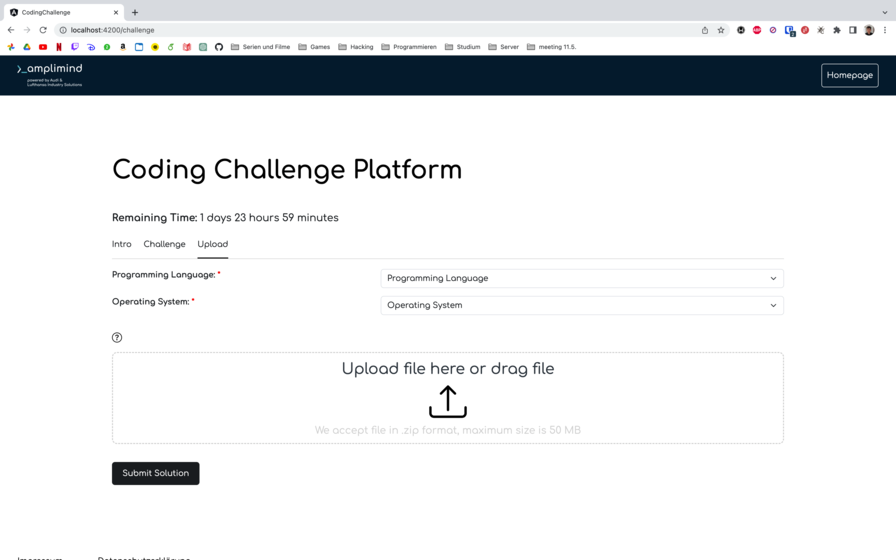 CodingChallenge
localhost:4200/challenge
Serien und Filme
Games
Hacking
Programmieren
Studium
Server
meeting 11.5.
amplimind
powered by Audi &
Lufthansa Industry Solutions
Homepage
Coding Challenge Platform
Remaining Time: 1 days 23 hours 59 minutes
Intro
Challenge
Upload
Programming Language: *
Programming Language
Operating System: *
Operating System
Upload file here or drag file
We accept file in .zip format, maximum size is 50 MB
Submit Solution
Impressum
Datenschutzerklärung